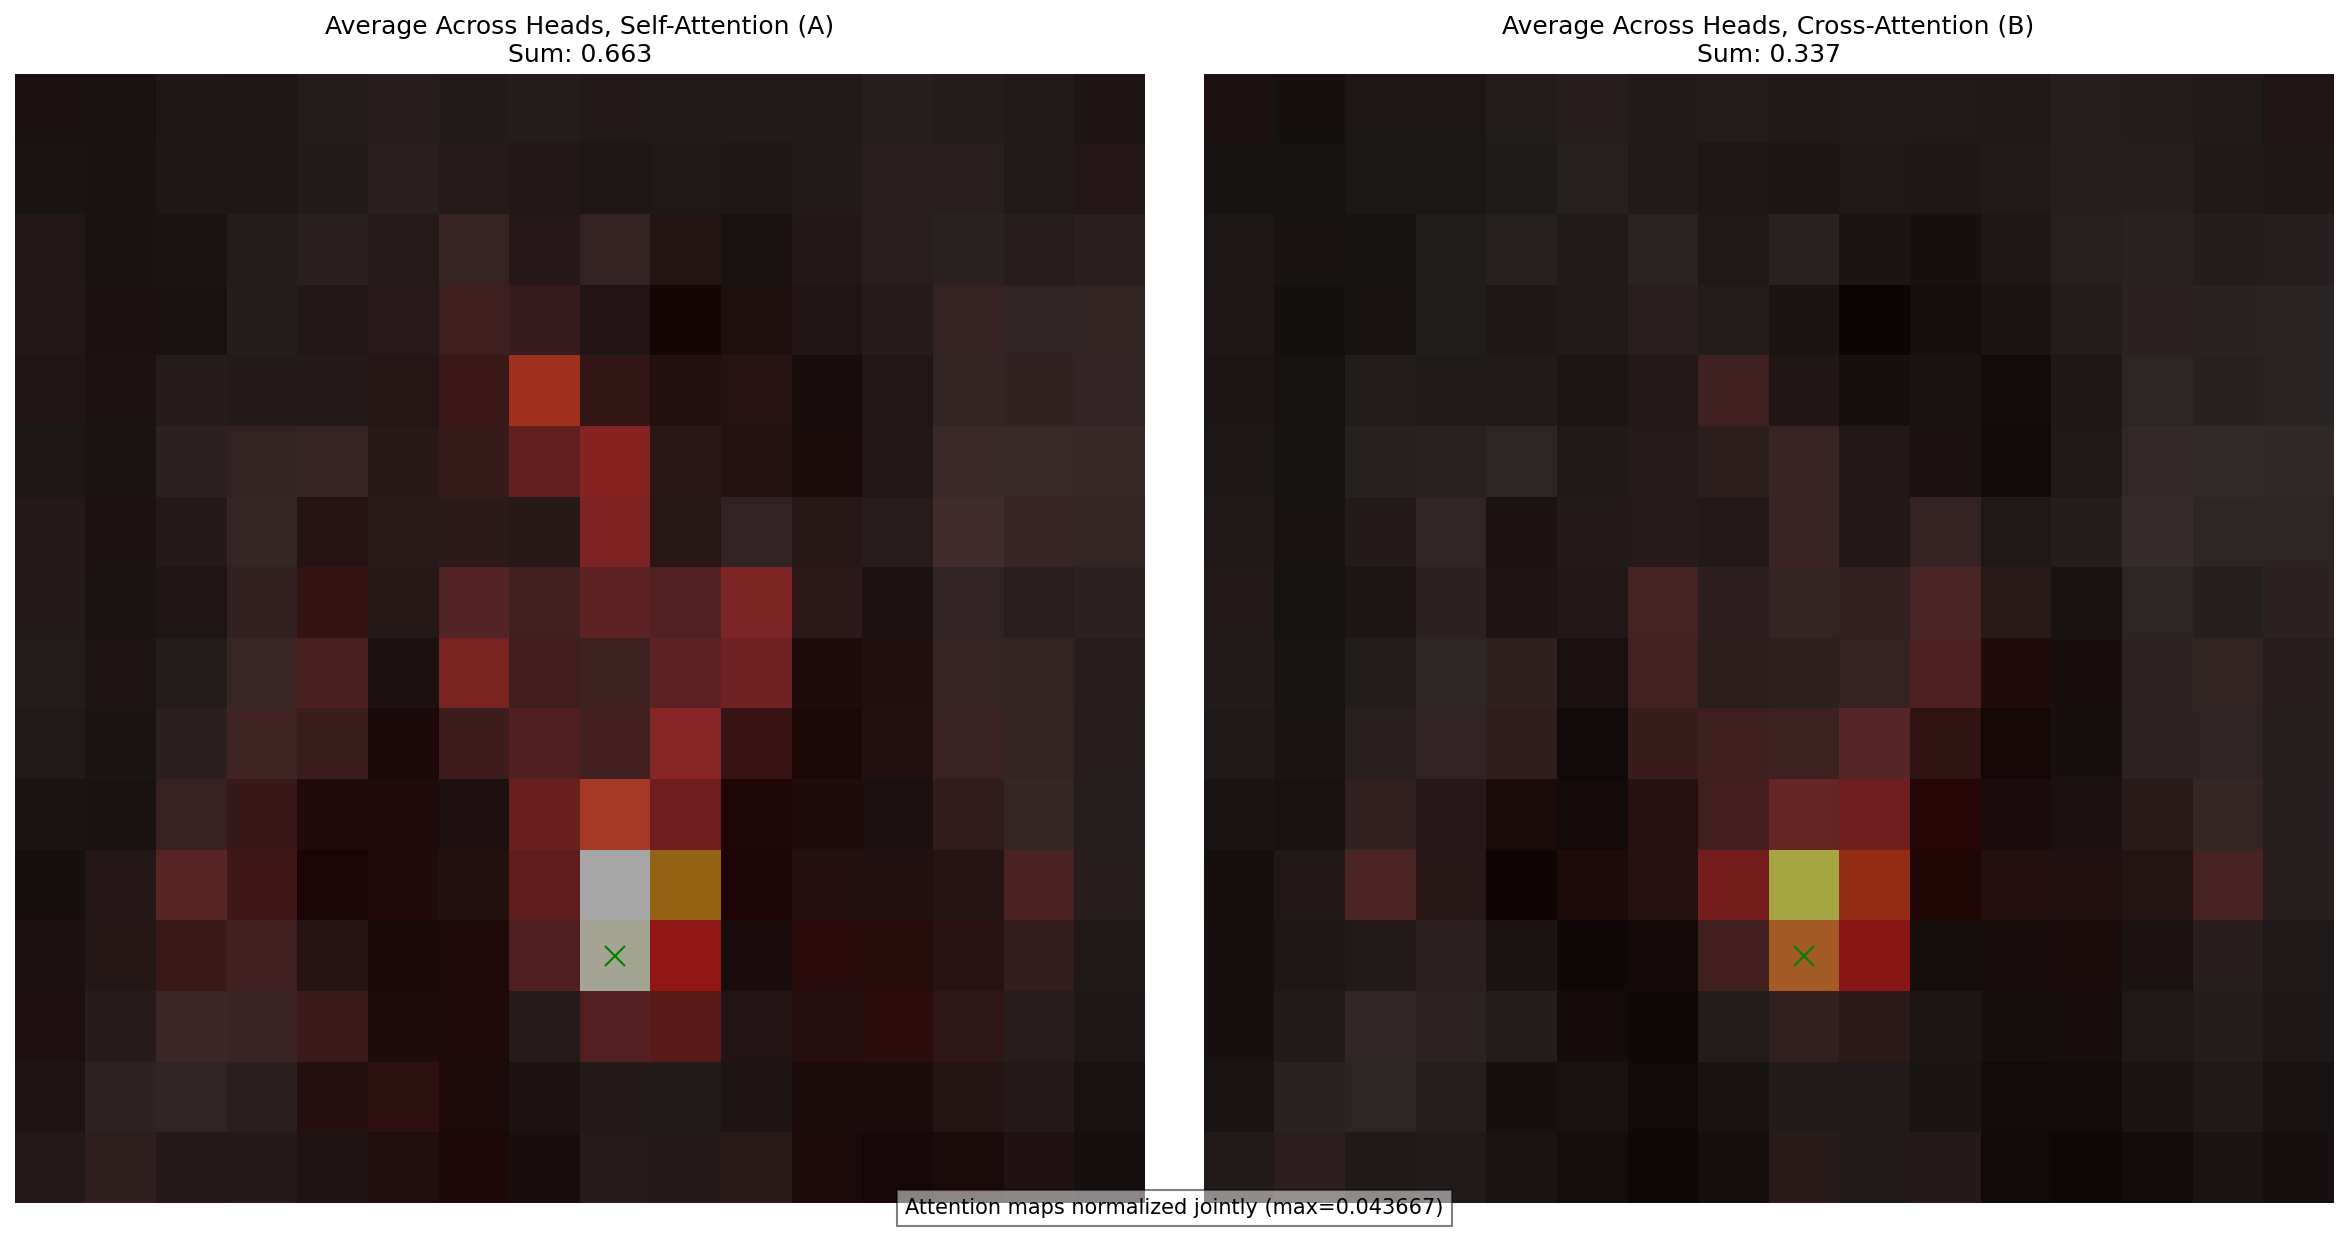 Average Across Heads, Self-Attention (A)
Sum: 0.663
Average Across Heads, Cross-Attention (B)
Sum: 0.337
Attention maps normalized jointly (max=0.043667)